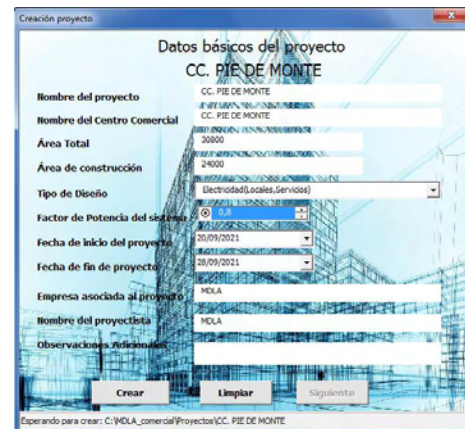 Creación proyecto
Datos básicos del proyecto
CC. PIE DE MONTE
Nombre del proyecto CC. PIE DE MONTE
Nombre del Centro Comercial CC. PIE DE MONTE
Área Total 30800
Área de construcción 24000
Tipo de Diseño Electricidad(Locales,Servicios)
Factor de Potencia del sistema 0,8
Fecha de inicio del proyecto 20/09/2021
Fecha de fin de proyecto 28/09/2021
Empresa asociada al proyecto MDLA
Nombre del proyectista MDLA
Observaciones Adicionales
Crear Limpiar Siguiente
Esperando para crear: C:\MDLA_comercial\Proyectos\CC. PIE DE MONTE